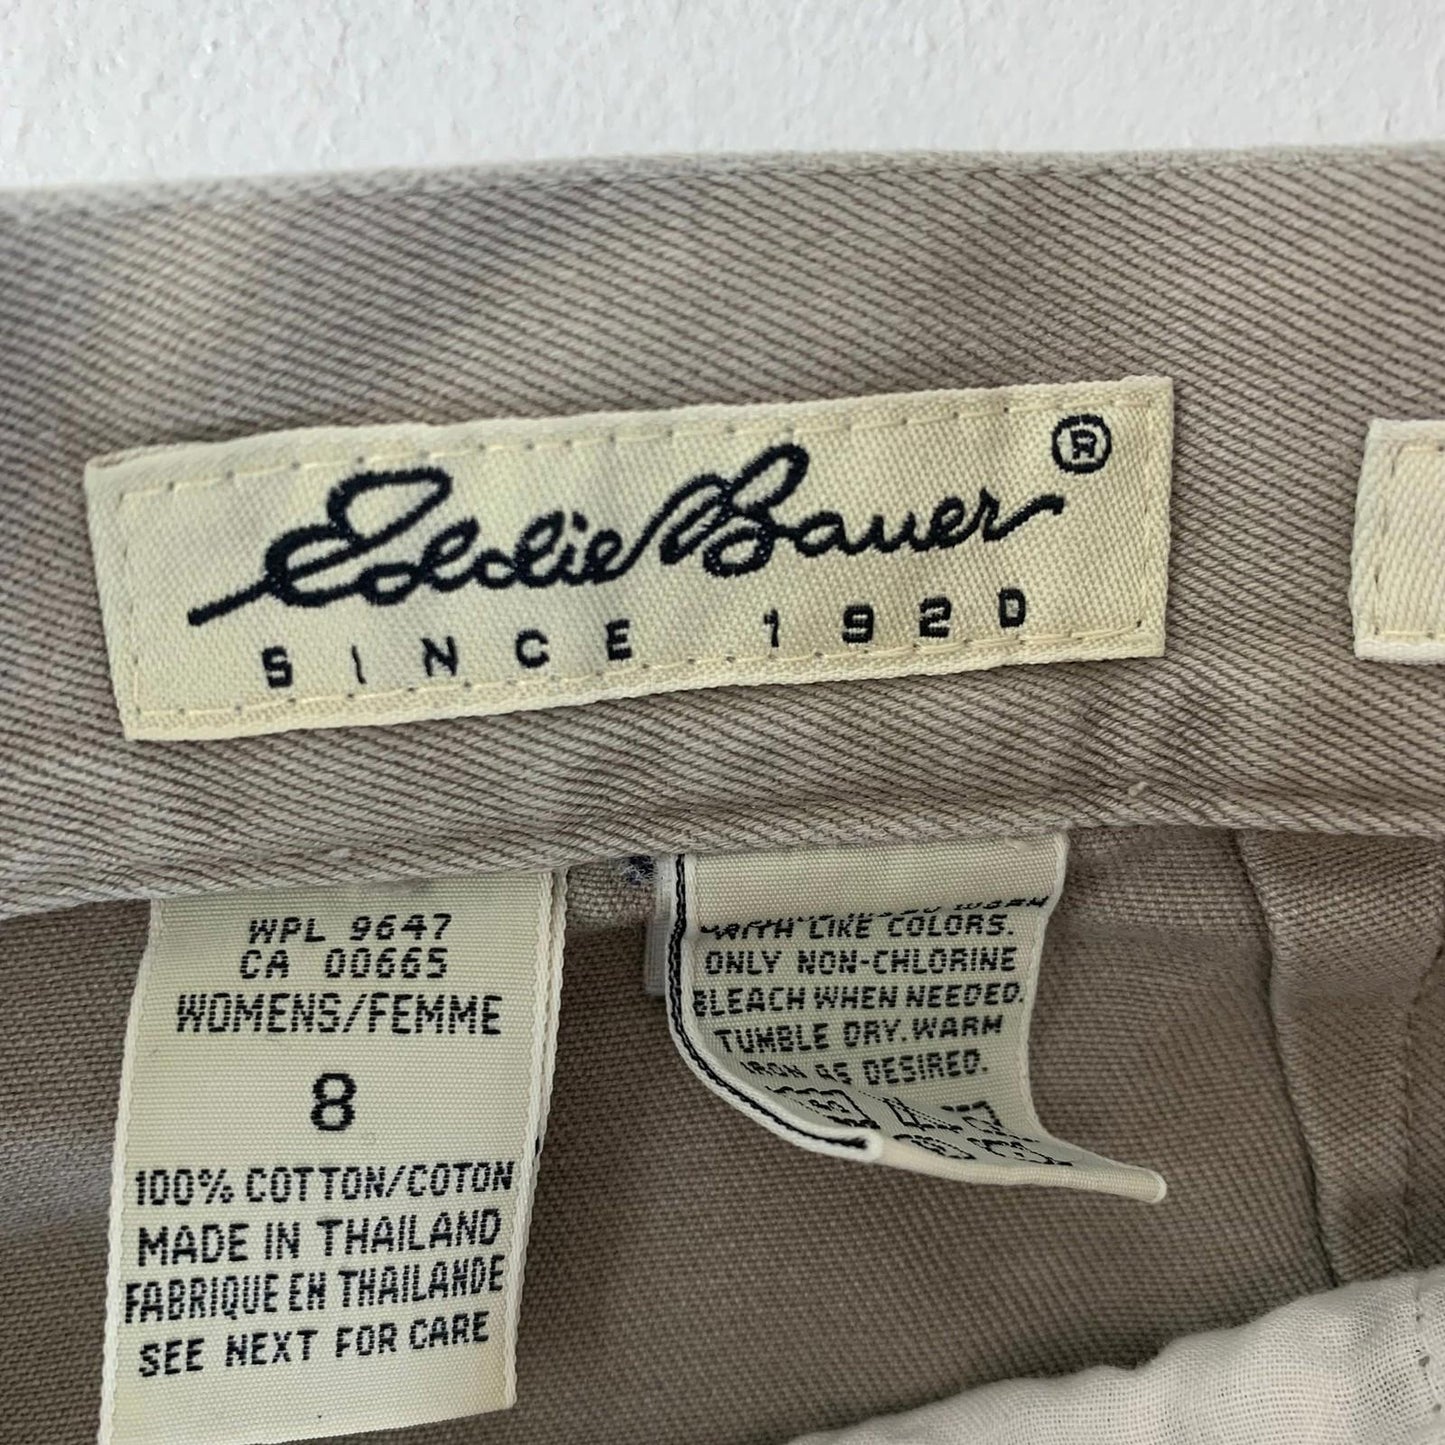 Eddie Bauer®
SINCE 1920
WPL 9647
CA 00665
WOMENS/FEMME
8
100% COTTON/COTON
MADE IN THAILAND
FABRIQUE EN THAILANDE
SEE NEXT FOR CARE
WARM
WITH LIKE COLORS.
ONLY NON-CHLORINE
BLEACH WHEN NEEDED.
TUMBLE DRY. WARM
IRON AS DESIRED.